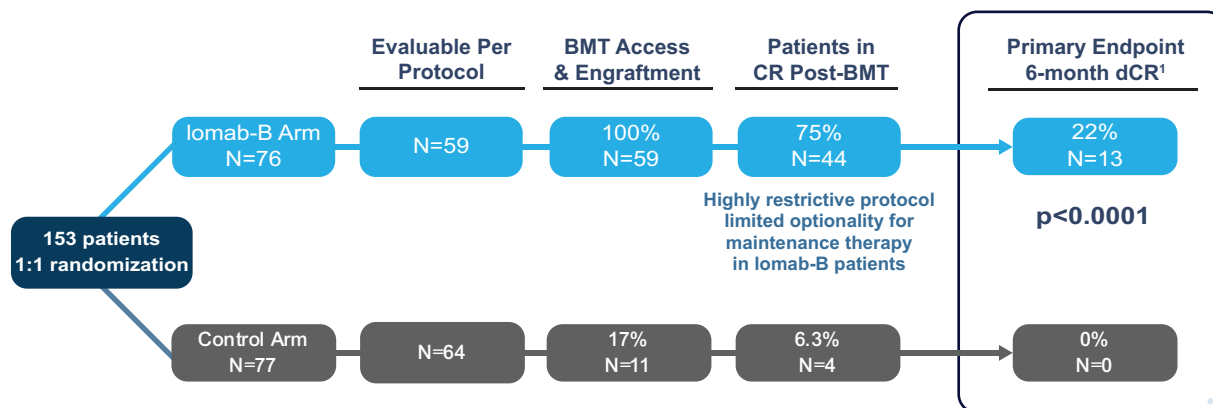 Evaluable Per
Protocol
BMT Access
& Engraftment
Patients in
CR Post-BMT
Primary Endpoint
6-month dCR¹
Iomab-B Arm
N=76
N=59
100%
N=59
75%
N=44
22%
N=13
Highly restrictive protocol
limited optionality for
maintenance therapy
in Iomab-B patients
p<0.0001
153 patients
1:1 randomization
Control Arm
N=77
N=64
17%
N=11
6.3%
N=4
0%
N=0